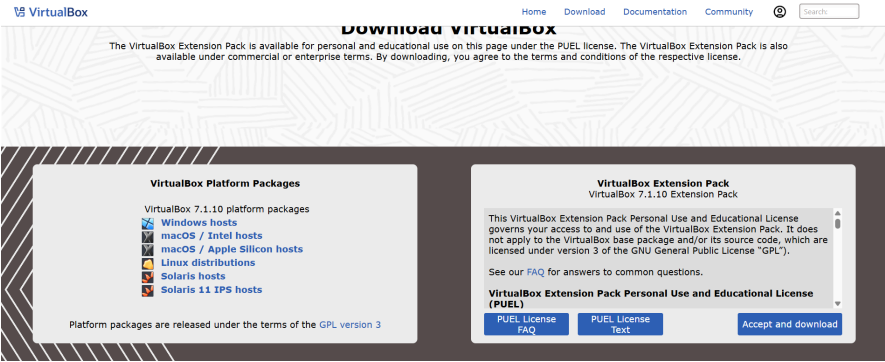 VirtualBox
Home Download Documentation Community Search:
Download VirtualBox
The VirtualBox Extension Pack is available for personal and educational use on this page under the PUEL license. The VirtualBox Extension Pack is also
available under commercial or enterprise terms. By downloading, you agree to the terms and conditions of the respective license.
VirtualBox Platform Packages
VirtualBox 7.1.10 platform packages
Windows hosts
macOS / Intel hosts
macOS / Apple Silicon hosts
Linux distributions
Solaris hosts
Solaris 11 IPS hosts
Platform packages are released under the terms of the GPL version 3
VirtualBox Extension Pack
VirtualBox 7.1.10 Extension Pack
This VirtualBox Extension Pack Personal Use and Educational License
governs your access to and use of the VirtualBox Extension Pack. It does
not apply to the VirtualBox base package and/or its source code, which are
licensed under version 3 of the GNU General Public License “GPL”).
See our FAQ for answers to common questions.
VirtualBox Extension Pack Personal Use and Educational License
(PUEL)
PUEL License
FAQ
PUEL License
Text
Accept and download